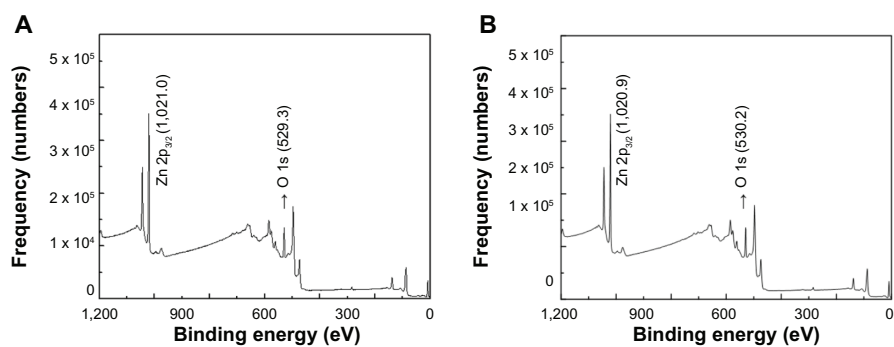 A
Frequency (numbers)
5 x 10⁵
4 x 10⁵
3 x 10⁵
2 x 10⁵
1 x 10⁴
0
Zn 2p₃/₂ (1,021.0)
→ O 1s (529.3)
1,200
900
600
300
0
Binding energy (eV)
B
Frequency (numbers)
5 x 10⁵
4 x 10⁵
3 x 10⁵
2 x 10⁵
1 x 10⁴
0
Zn 2p₃/₂ (1,020.9)
→ O 1s (530.2)
1,200
900
600
300
0
Binding energy (eV)